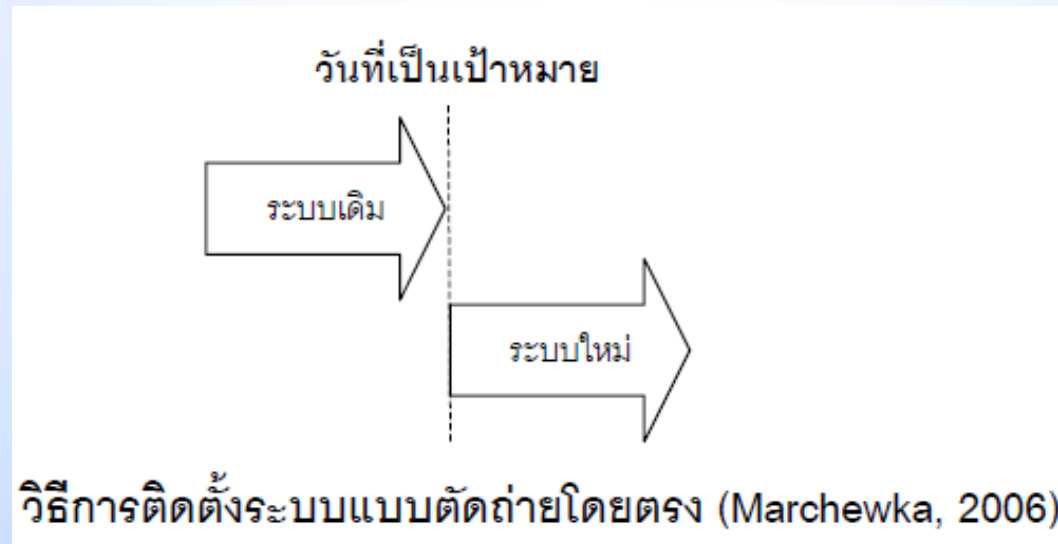 วันที่เป็นเป้าหมาย
ระบบเดิม
ระบบใหม่
วิธีการติดตั้งระบบแบบตัดถ่ายโดยตรง (Marchewka, 2006)